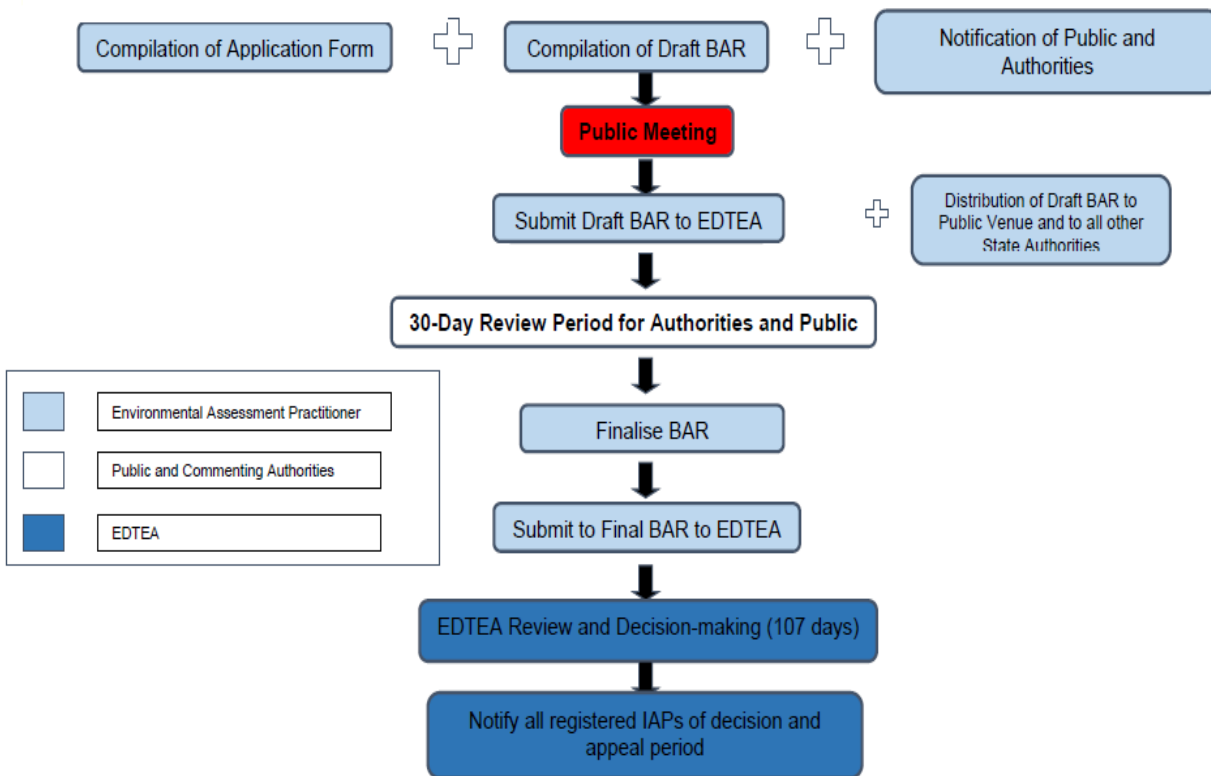 Compilation of Application Form
Compilation of Draft BAR
Notification of Public and
Authorities
Public Meeting
Submit Draft BAR to EDTEA
Distribution of Draft BAR to
Public Venue and to all other
State Authorities
30-Day Review Period for Authorities and Public
Environmental Assessment Practitioner
Public and Commenting Authorities
EDTEA
Finalise BAR
Submit to Final BAR to EDTEA
EDTEA Review and Decision-making (107 days)
Notify all registered IAPs of decision and
appeal period